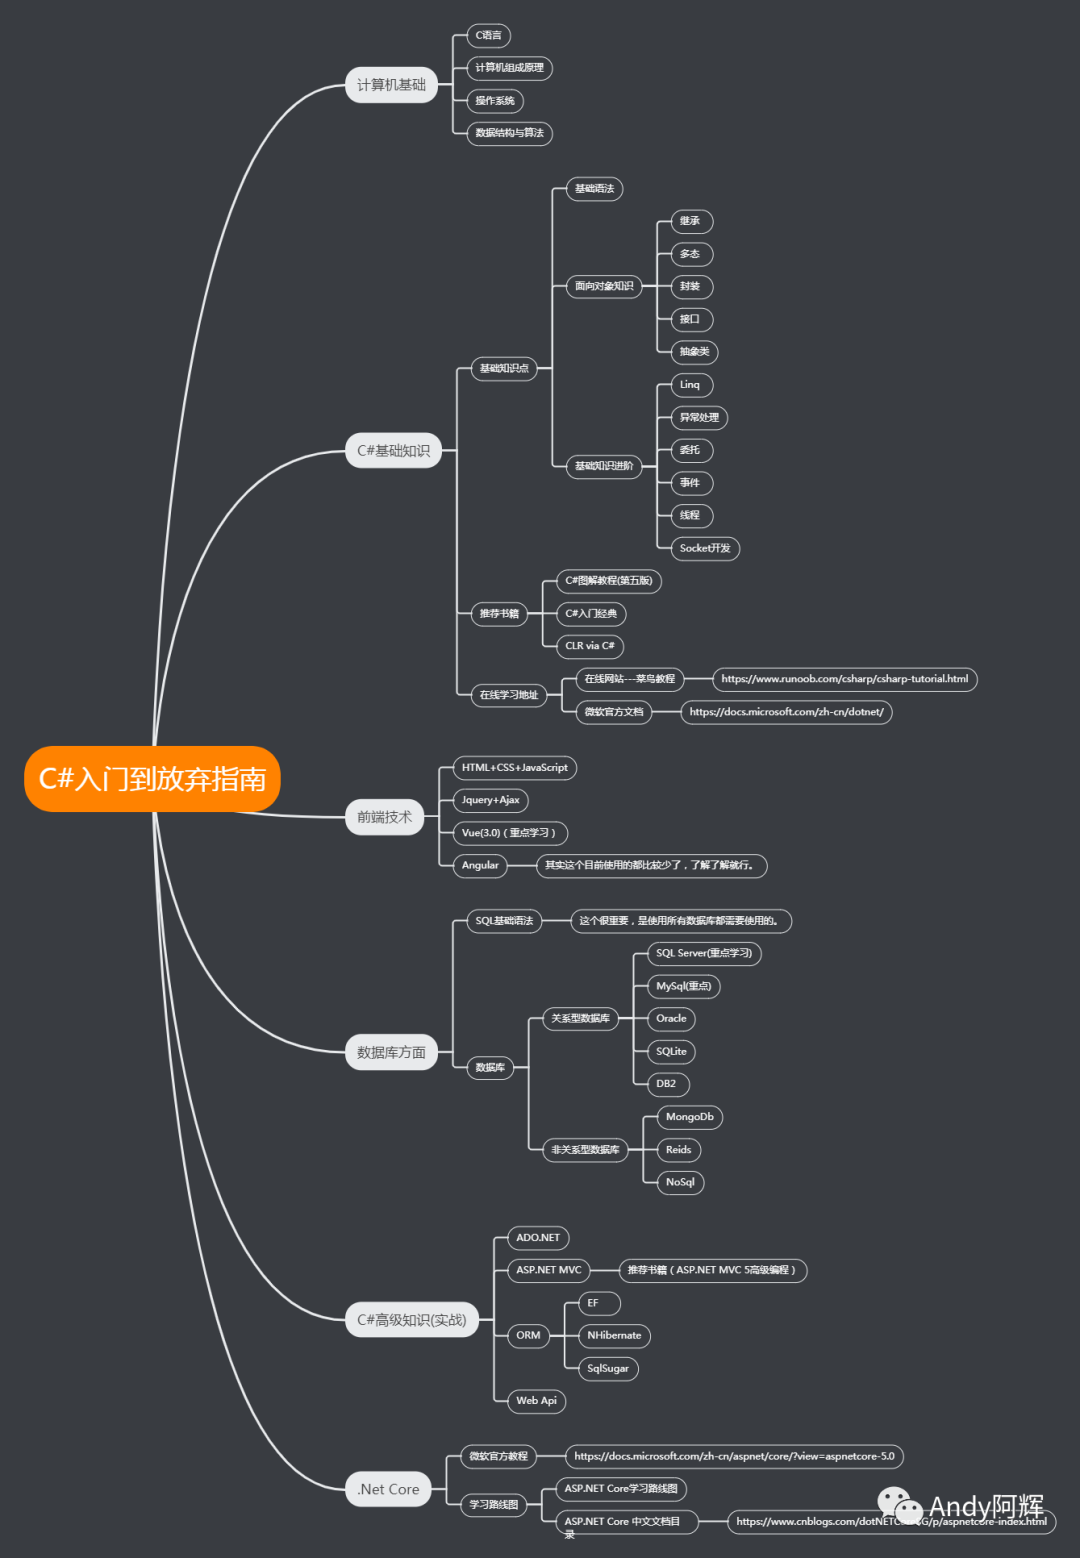 C#入门到放弃指南
计算机基础
C语言
计算机组成原理
操作系统
数据结构与算法
C#基础知识
基础知识点
基础语法
面向对象知识
继承
多态
封装
接口
抽象类
基础知识进阶
Linq
异常处理
委托
事件
线程
Socket开发
推荐书籍
C#图解教程(第五版)
C#入门经典
CLR via C#
在线学习地址
在线网站---菜鸟教程
https://www.runoob.com/csharp/csharp-tutorial.html
微软官方文档
https://docs.microsoft.com/zh-cn/dotnet/
前端技术
HTML+CSS+JavaScript
Jquery+Ajax
Vue(3.0)（重点学习）
Angular
其实这个目前使用的都比较少了，了解了解就行。
数据库方面
SQL基础语法
这个很重要，是使用所有数据库都需要使用的。
数据库
关系型数据库
SQL Server(重点学习)
MySql(重点)
Oracle
SQLite
DB2
非关系型数据库
MongoDb
Reids
NoSql
C#高级知识(实战)
ADO.NET
ASP.NET MVC
推荐书籍（ASP.NET MVC 5高级编程）
ORM
EF
NHibernate
SqlSugar
Web Api
.Net Core
微软官方教程
https://docs.microsoft.com/zh-cn/aspnet/core/?view=aspnetcore-5.0
学习路线图
ASP.NET Core学习路线图
ASP.NET Core 中文文档目
录
https://www.cnblogs.com/dotNETCoreSG/p/aspnetcore-index.html
Andy阿辉